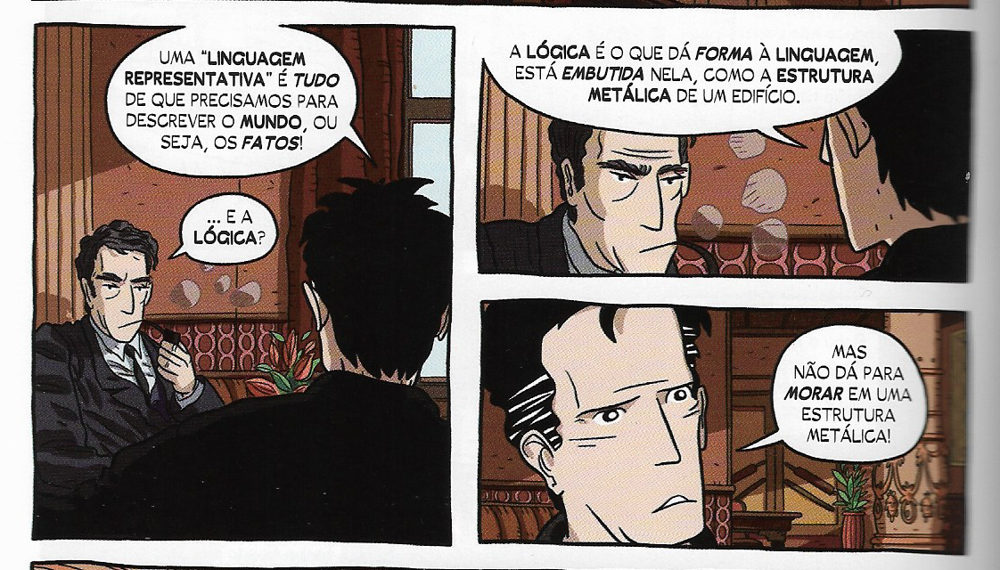 UMA "LINGUAGEM
REPRESENTATIVA" É TUDO
DE QUE PRECISAMOS PARA
DESCREVER O MUNDO, OU
SEJA, OS FATOS!
... E A
LÓGICA?
A LÓGICA É O QUE DÁ FORMA À LINGUAGEM,
ESTÁ EMBUTIDA NELA, COMO A ESTRUTURA
METÁLICA DE UM EDIFÍCIO.
MAS
NÃO DÁ PARA
MORAR EM UMA
ESTRUTURA
METÁLICA!